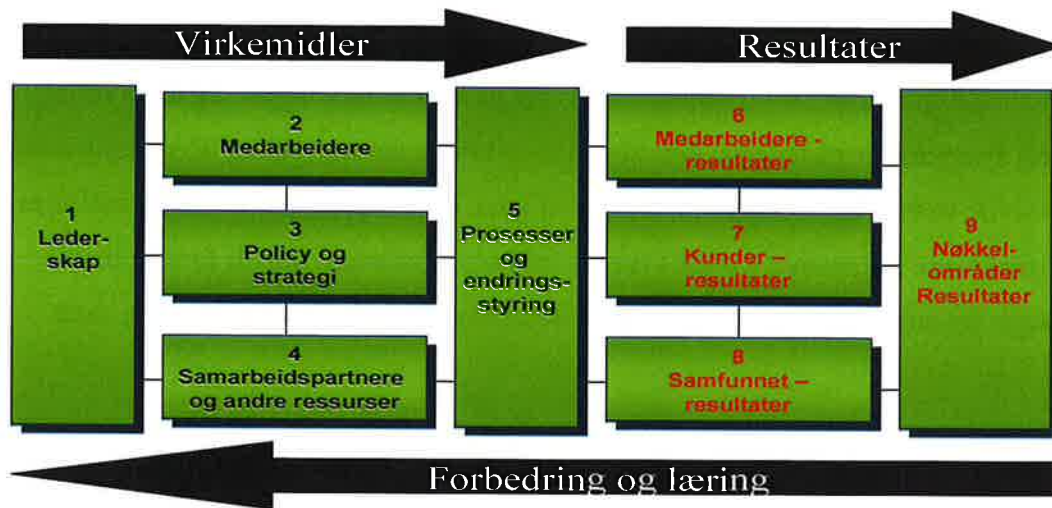 Virkemidler
Resultater
1
Leder-
skap
2
Medarbeidere
3
Policy og
strategi
4
Samarbeidspartnere
og andre ressurser
5
Prosesser
og
endrings-
styring
6
Medarbeidere -
resultater
7
Kunder –
resultater
8
Samfunnet –
resultater
9
Nøkkel-
områder
Resultater
Forbedring og læring